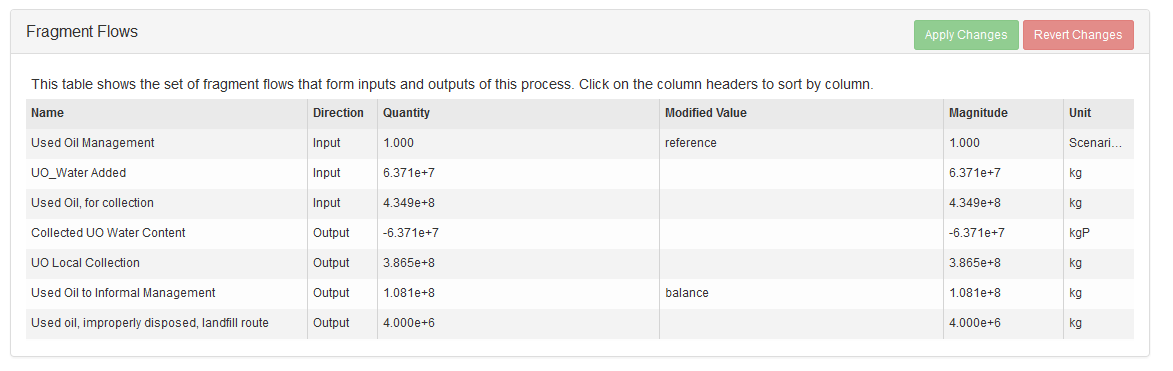 Fragment Flows
Apply Changes
Revert Changes
This table shows the set of fragment flows that form inputs and outputs of this process. Click on the column headers to sort by column.
Name Direction Quantity Modified Value Magnitude Unit
Used Oil Management Input 1.000 reference 1.000 Scenari...
UO_Water Added Input 6.371e+7 6.371e+7 kg
Used Oil, for collection Input 4.349e+8 4.349e+8 kg
Collected UO Water Content Output -6.371e+7 -6.371e+7 kgP
UO Local Collection Output 3.865e+8 3.865e+8 kg
Used Oil to Informal Management Output 1.081e+8 balance 1.081e+8 kg
Used oil, improperly disposed, landfill route Output 4.000e+6 4.000e+6 kg